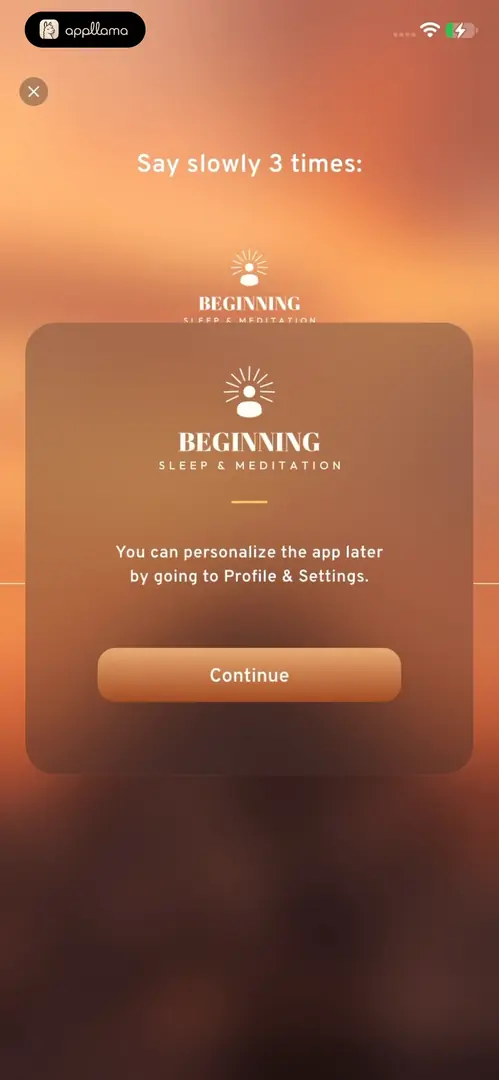 appllama
Say slowly 3 times:
BEGINNING
SLEEP & MEDITATION
BEGINNING
SLEEP & MEDITATION
You can personalize the app later
by going to Profile & Settings.
Continue